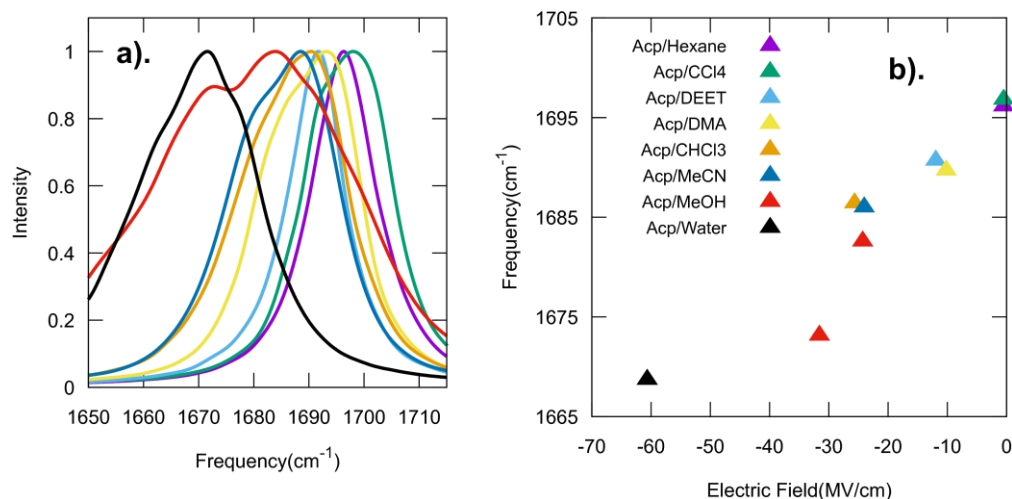 a).
1
0.8
0.6
0.4
0.2
0
Intensity
1650 1660 1670 1680 1690 1700 1710
Frequency(cm-1)
b).
1705
1695
1685
1675
1665
Frequency(cm-1)
Acp/Hexane
Acp/CCl4
Acp/DEET
Acp/DMA
Acp/CHCl3
Acp/MeCN
Acp/MeOH
Acp/Water
-70 -60 -50 -40 -30 -20 -10 0
Electric Field(MV/cm)